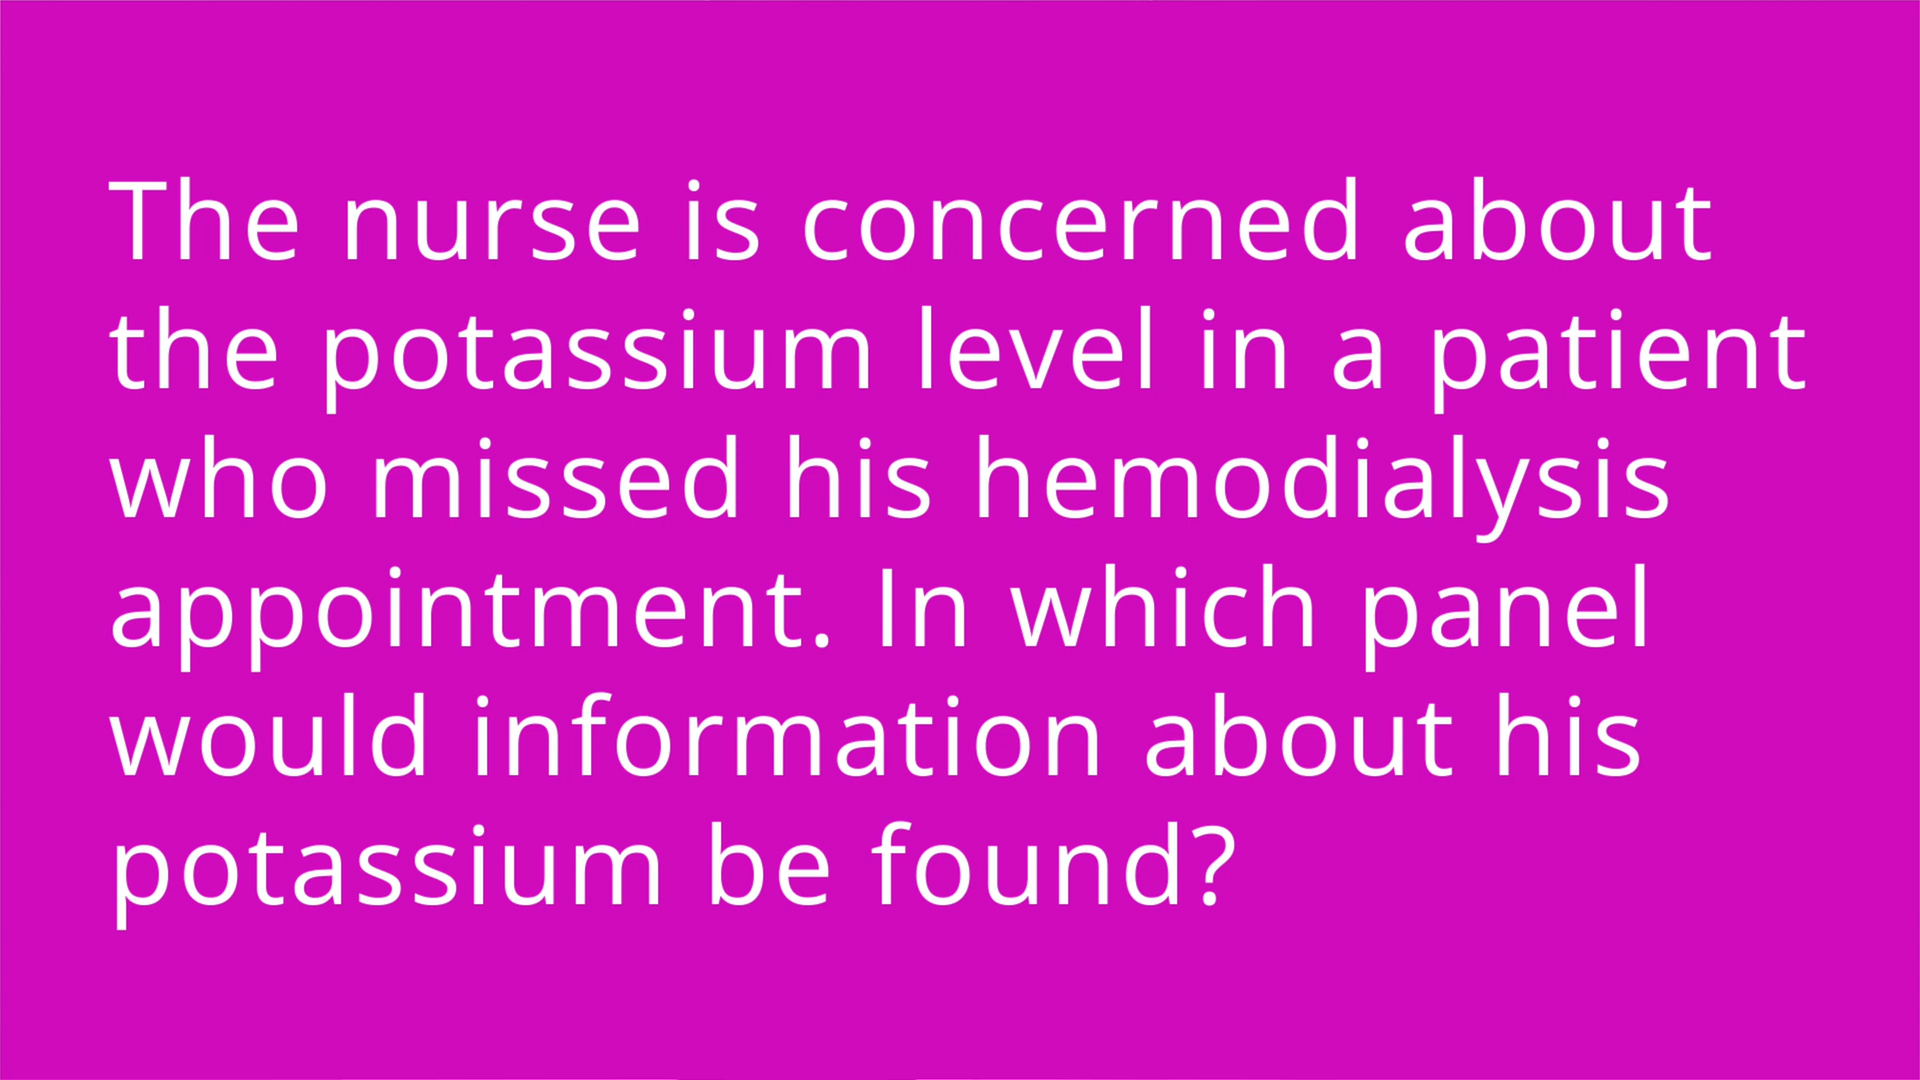 The nurse is concerned about
the potassium level in a patient
who missed his hemodialysis
appointment. In which panel
would information about his
potassium be found?